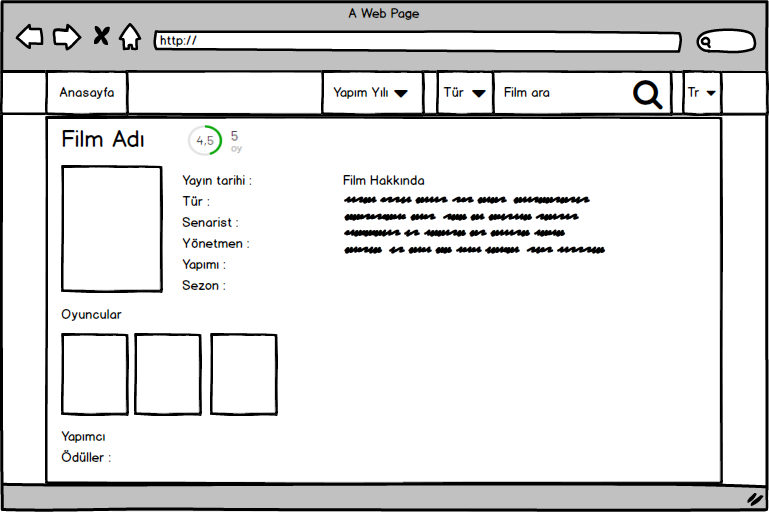 A Web Page
http://
Anasayfa
Yapım Yılı
Tür
Film ara
Tr
Film Adı
4,5
5
oy
Yayın tarihi :
Tür :
Senarist :
Yönetmen :
Yapımı :
Sezon :
Film Hakkında
Oyuncular
Yapımcı
Ödüller :